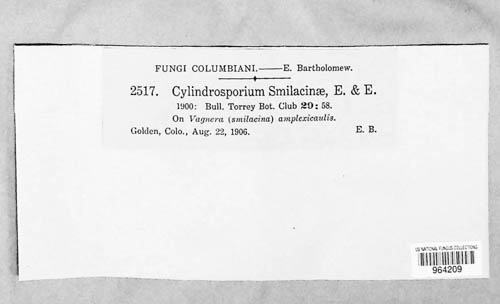 FUNGI COLUMBIANI.——E. Bartholomew.
2517. Cylindrosporium Smilacinæ, E. & E.
1900: Bull. Torrey Bot. Club 29: 58.
On Vagnera (smilacina) amplexicaulis.
Golden, Colo., Aug. 22, 1906. E. B.
US NATIONAL FUNGUS COLLECTIONS
964209